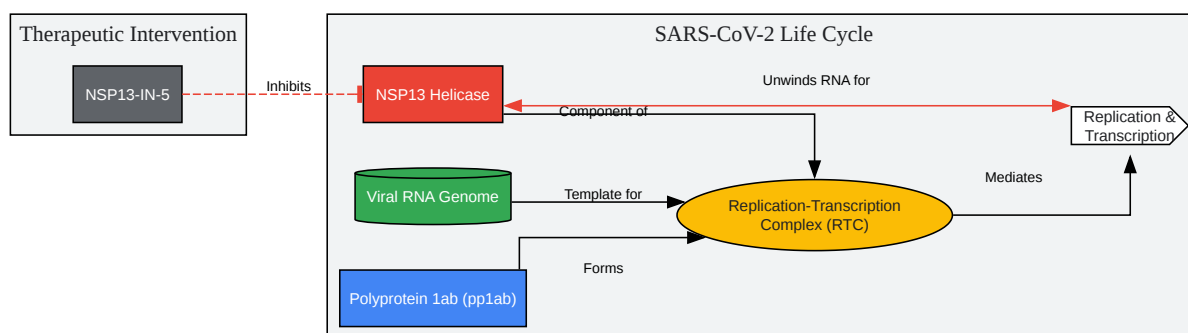 Therapeutic Intervention
SARS-CoV-2 Life Cycle
NSP13-IN-5
Inhibits
NSP13 Helicase
Unwinds RNA for
Component of
Replication &
Transcription
Viral RNA Genome
Template for
Replication-Transcription
Complex (RTC)
Mediates
Forms
Polyprotein 1ab (pp1ab)